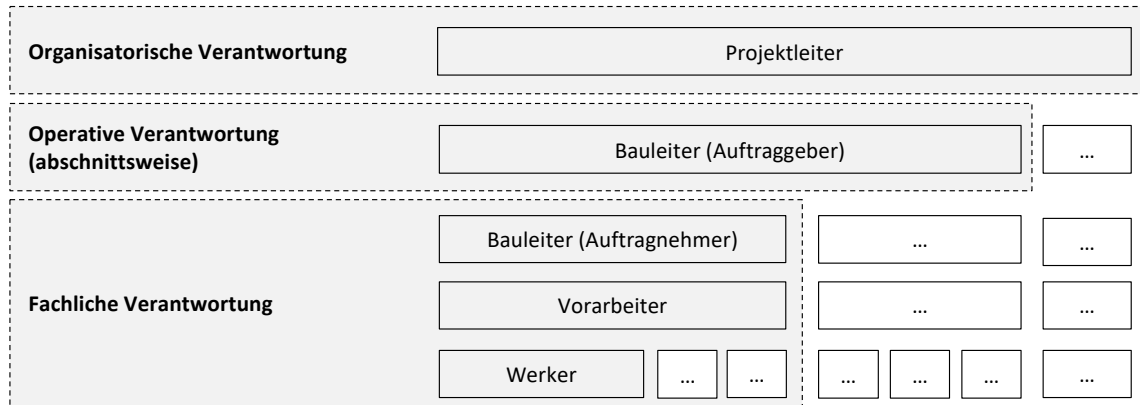 Organisatorische Verantwortung
Projektleiter
Operative Verantwortung
(abschnittsweise)
Bauleiter (Auftraggeber)
...
Bauleiter (Auftragnehmer)
...
...
Fachliche Verantwortung
Vorarbeiter
...
...
Werker
...
...
...
...
...
...